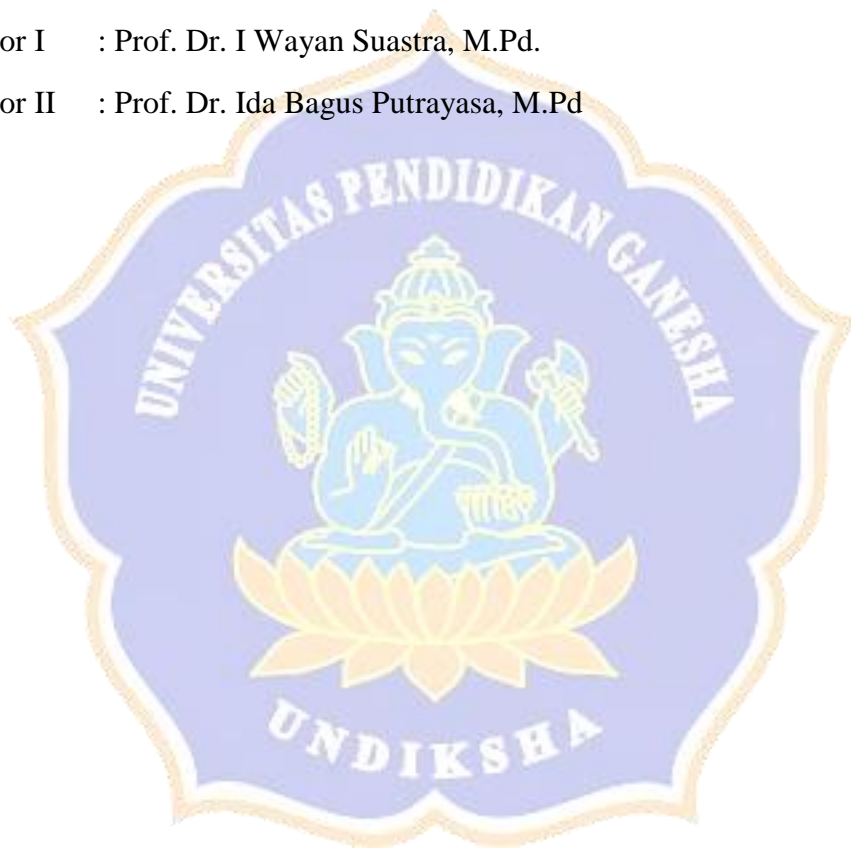 or I : Prof. Dr. I Wayan Suastra, M.Pd.
or II : Prof. Dr. Ida Bagus Putrayasa, M.Pd
UNIVERSITAS PENDIDIKAN GANESHA
UNDIKSHA